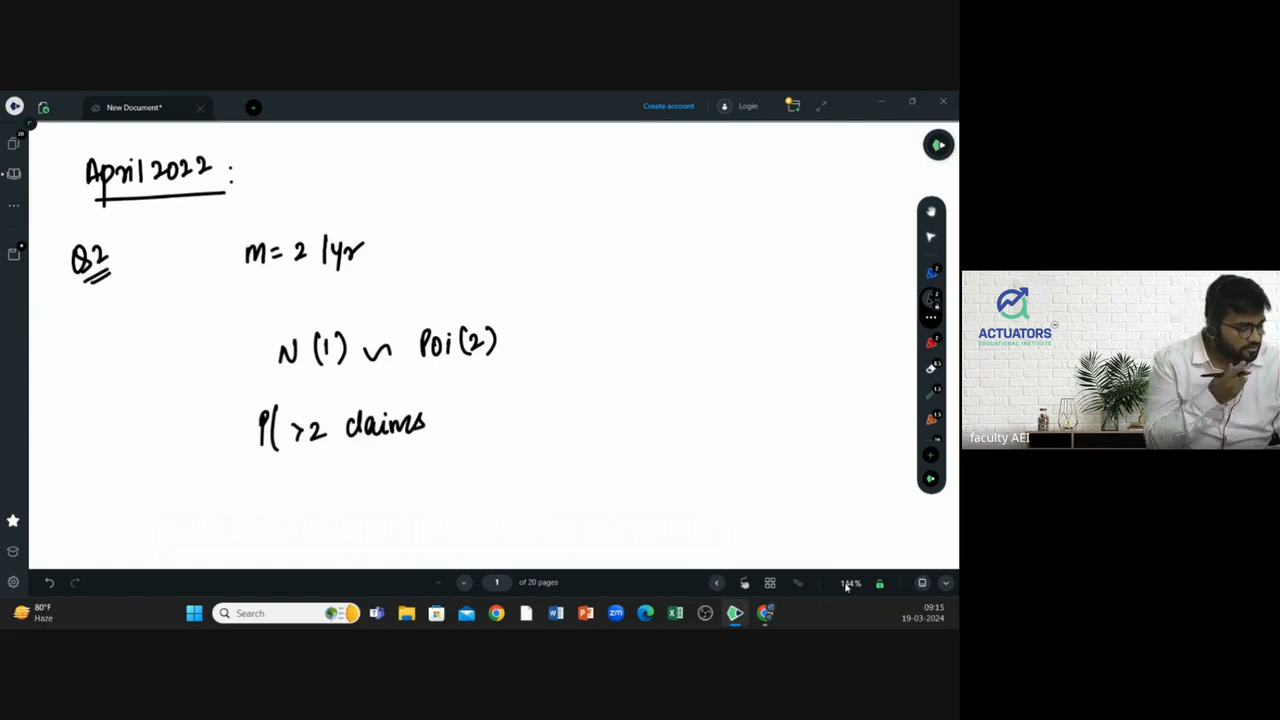 New Document*
Create account
Login
April 2022 :
Q2
m = 2 /yr
N (1) ~ Poi(2)
P( >2 claims
ACTUATORS
EDUCATIONAL INSTITUTE
faculty AEI
1
of 20 pages
144%
80°F
Haze
Search
09:15
19-03-2024